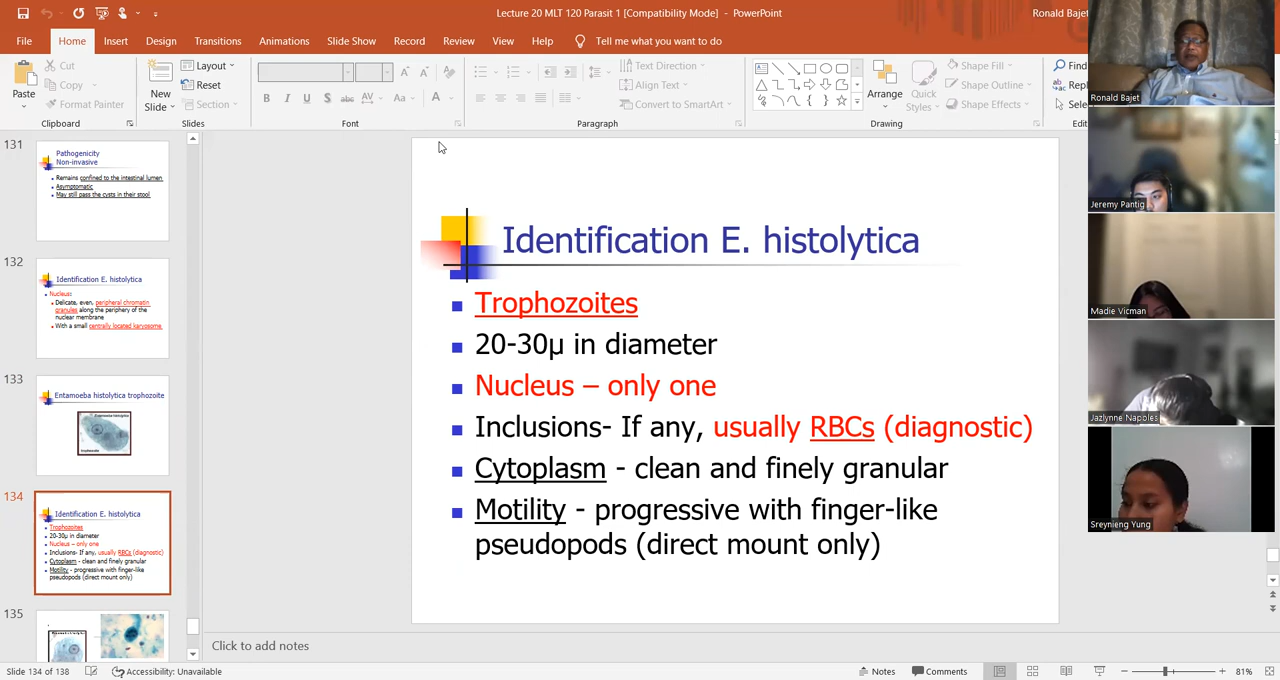 Lecture 20 MLT 120 Parasit 1 [Compatibility Mode] - PowerPoint
Ronald Bajet
File Home Insert Design Transitions Animations Slide Show Record Review View Help Tell me what you want to do
Paste
Cut
Copy
Format Painter
Clipboard
New
Slide
Layout
Reset
Section
Slides
Font
Text Direction
Align Text
Convert to SmartArt
Paragraph
Arrange
Quick
Styles
Shape Fill
Shape Outline
Shape Effects
Drawing
Find
131
Pathogenicity
Non-invasive
Remains confined to the intestinal lumen
Asymptomatic
May still pass the cysts in their stool
132
Identification E. histolytica
Nucleus
Delicate, even, peripheral chromatin
granules along the periphery of the
nuclear membrane
With a small centrally located karyosome
133
Entamoeba histolytica trophozoite
134
Identification E. histolytica
Trophozoites
20-30µ in diameter
Nucleus – only one
Inclusions- If any, usually RBCs (diagnostic)
Cytoplasm - clean and finely granular
Motility - progressive with finger-like
pseudopods (direct mount only)
135
Identification E. histolytica
Trophozoites
20-30µ in diameter
Nucleus – only one
Inclusions- If any, usually RBCs (diagnostic)
Cytoplasm - clean and finely granular
Motility - progressive with finger-like
pseudopods (direct mount only)
Click to add notes
Slide 134 of 138
Accessibility: Unavailable
Notes
Comments
81%
Ronald Bajet
Jeremy Pantig
Madie Vicman
Jazlynne Napoles
Sreynieng Yung